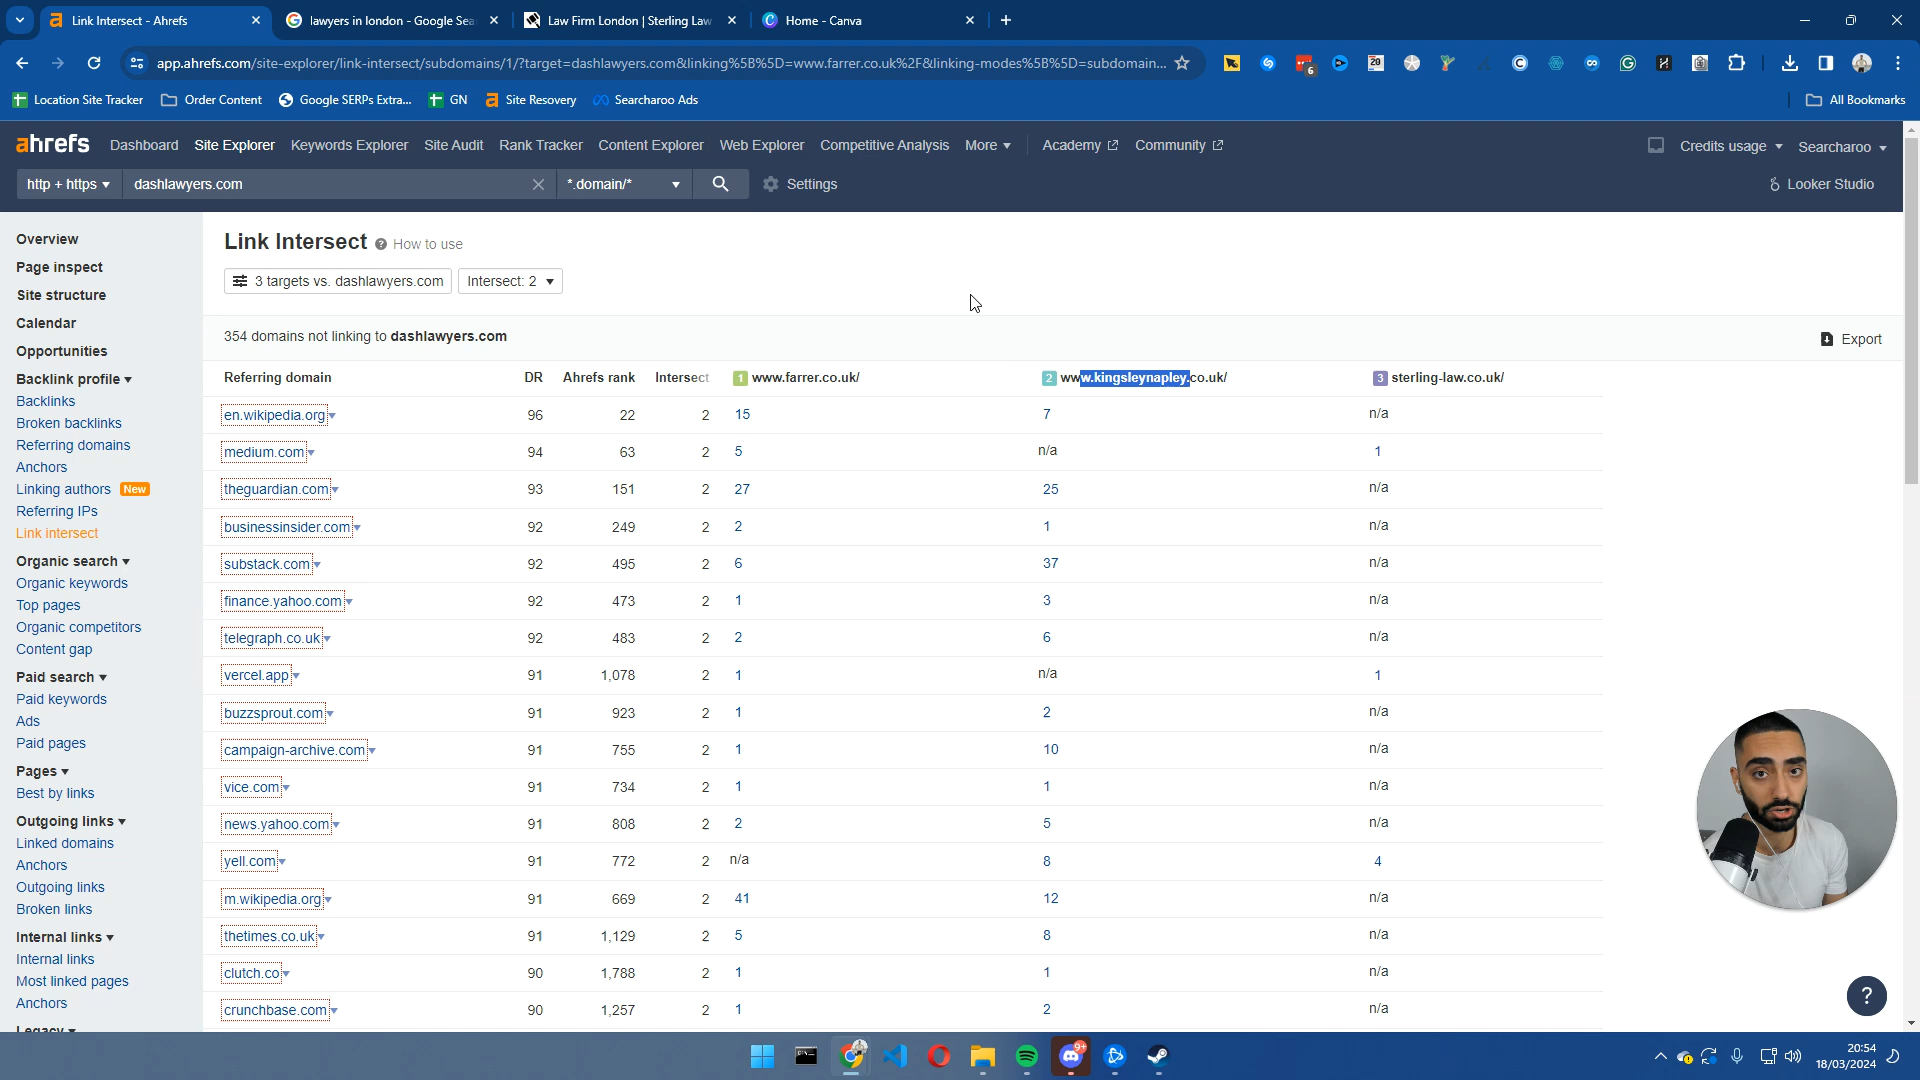 Link Intersect - Ahrefs
lawyers in london - Google Sea
Law Firm London | Sterling Law
Home - Canva
app.ahrefs.com/site-explorer/link-intersect/subdomains/1/?target=dashlawyers.com&linking%5B%5D=www.farrer.co.uk%2F&linking-modes%5B%5D=subdomain...
Location Site Tracker
Order Content
Google SERPs Extra...
GN
Site Recovery
Searcharoo Ads
All Bookmarks
ahrefs
Dashboard
Site Explorer
Keywords Explorer
Site Audit
Rank Tracker
Content Explorer
Web Explorer
Competitive Analysis
More
Academy
Community
Credits usage
Searcharoo
http + https
dashlawyers.com
*.domain/*
Settings
Looker Studio
Overview
Page inspect
Site structure
Calendar
Opportunities
Backlink profile
Backlinks
Broken backlinks
Referring domains
Anchors
Linking authors New
Referring IPs
Link intersect
Organic search
Organic keywords
Top pages
Organic competitors
Content gap
Paid search
Paid keywords
Ads
Paid pages
Pages
Best by links
Outgoing links
Linked domains
Anchors
Outgoing links
Broken links
Internal links
Internal links
Most linked pages
Anchors
Legacy
Link Intersect ? How to use
3 targets vs. dashlawyers.com
Intersect: 2
354 domains not linking to dashlawyers.com
Export
Referring domain DR Ahrefs rank Intersect 1 www.farrer.co.uk/ 2 www.kingsleynapley.co.uk/ 3 sterling-law.co.uk/
en.wikipedia.org 96 22 2 15 7 n/a
medium.com 94 63 2 5 n/a 1
theguardian.com 93 151 2 27 25 n/a
businessinsider.com 92 249 2 2 1 n/a
substack.com 92 495 2 6 37 n/a
finance.yahoo.com 92 473 2 1 3 n/a
telegraph.co.uk 92 483 2 2 6 n/a
vercel.app 91 1,078 2 1 n/a 1
buzzsprout.com 91 923 2 1 2 n/a
campaign-archive.com 91 755 2 1 10 n/a
vice.com 91 734 2 1 1 n/a
news.yahoo.com 91 808 2 2 5 n/a
yell.com 91 772 2 n/a 8 4
m.wikipedia.org 91 669 2 41 12 n/a
thetimes.co.uk 91 1,129 2 5 8 n/a
clutch.co 90 1,788 2 1 1 n/a
crunchbase.com 90 1,257 2 1 2 n/a
?
9+
20:54
18/03/2024